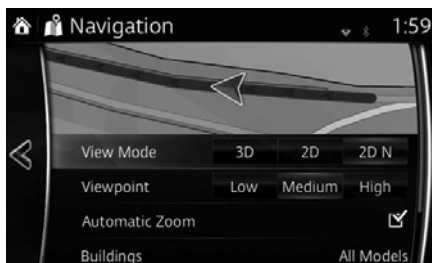 Navigation 1:59
View Mode 3D 2D 2D N
Viewpoint Low Medium High
Automatic Zoom
Buildings All Models